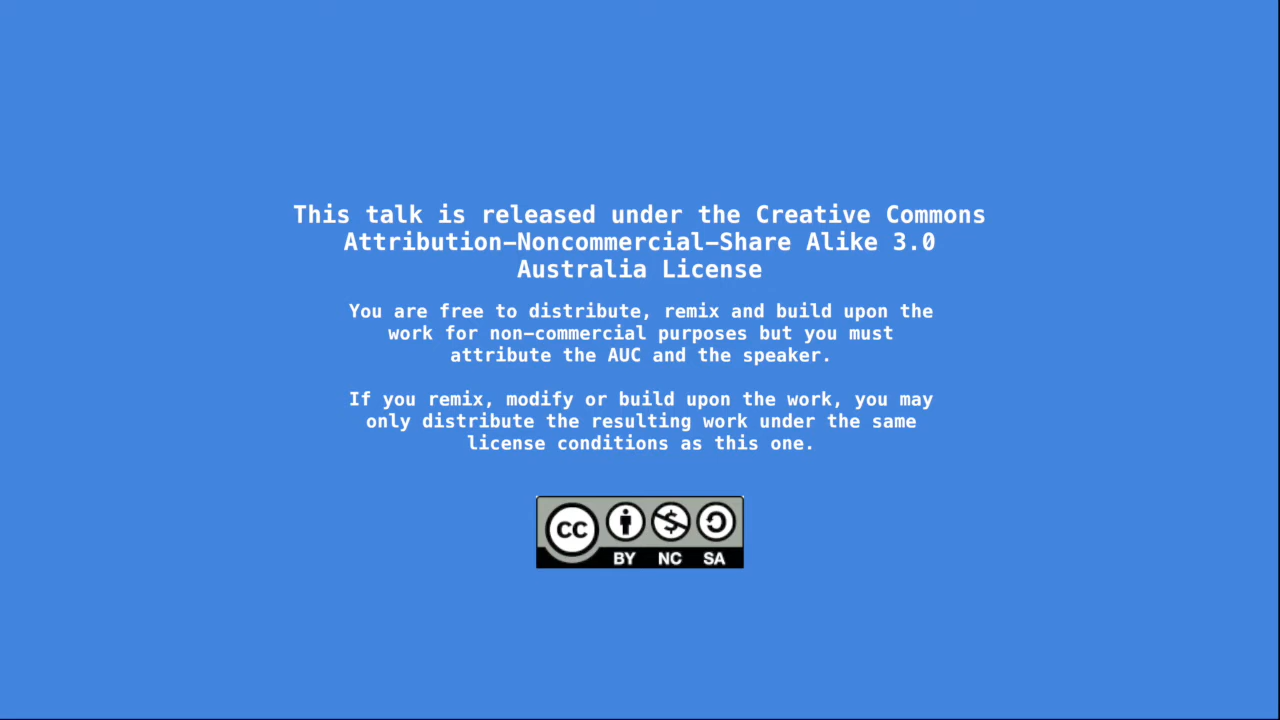 This talk is released under the Creative Commons
Attribution–Noncommercial–Share Alike 3.0
Australia License
You are free to distribute, remix and build upon the
work for non–commercial purposes but you must
attribute the AUC and the speaker.
If you remix, modify or build upon the work, you may
only distribute the resulting work under the same
license conditions as this one.
CC
BY NC SA